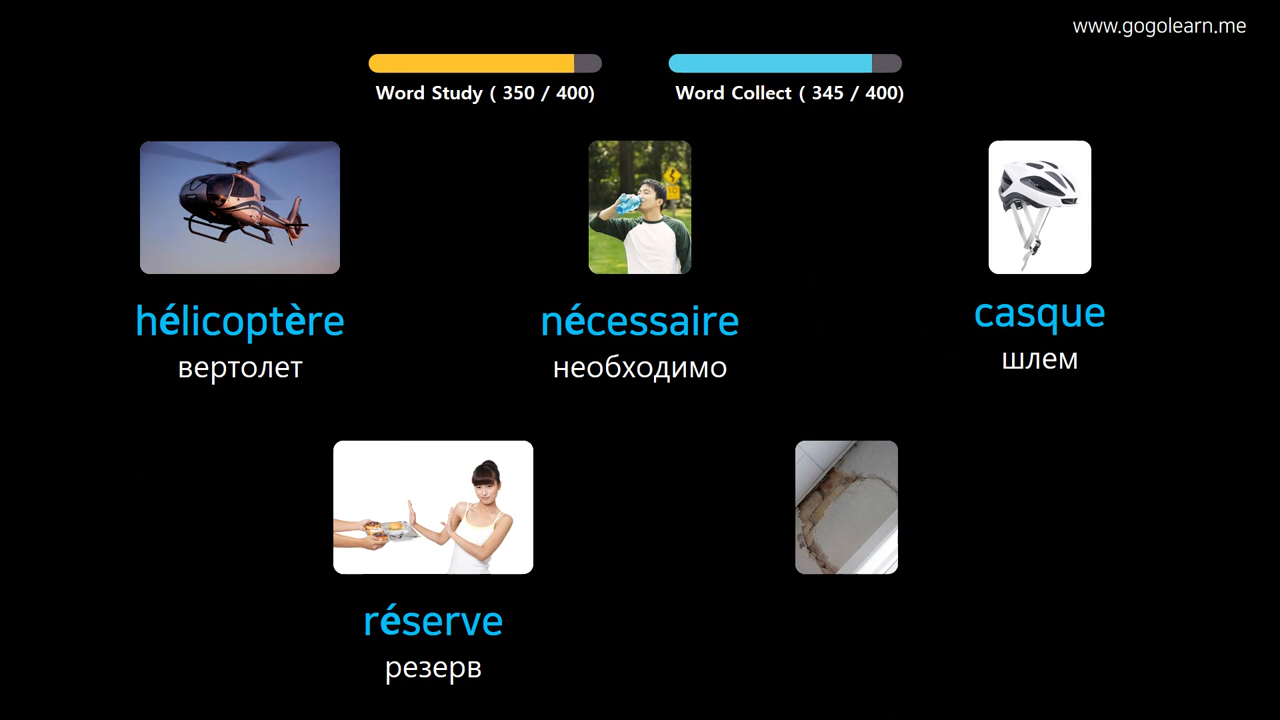 www.gogolearn.me
Word Study ( 350 / 400)
Word Collect ( 345 / 400)
hélicoptère
вертолет
nécessaire
необходимо
casque
шлем
réserve
резерв